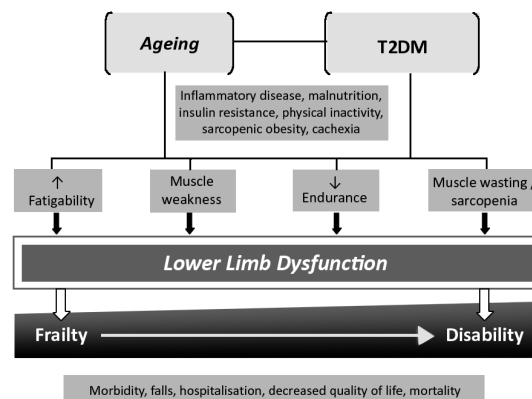 Ageing
T2DM
Inflammatory disease, malnutrition,
insulin resistance, physical inactivity,
sarcopenic obesity, cachexia
↑
Fatigability
Muscle
weakness
↓
Endurance
Muscle wasting ,
sarcopenia
Lower Limb Dysfunction
Frailty
Disability
Morbidity, falls, hospitalisation, decreased quality of life, mortality